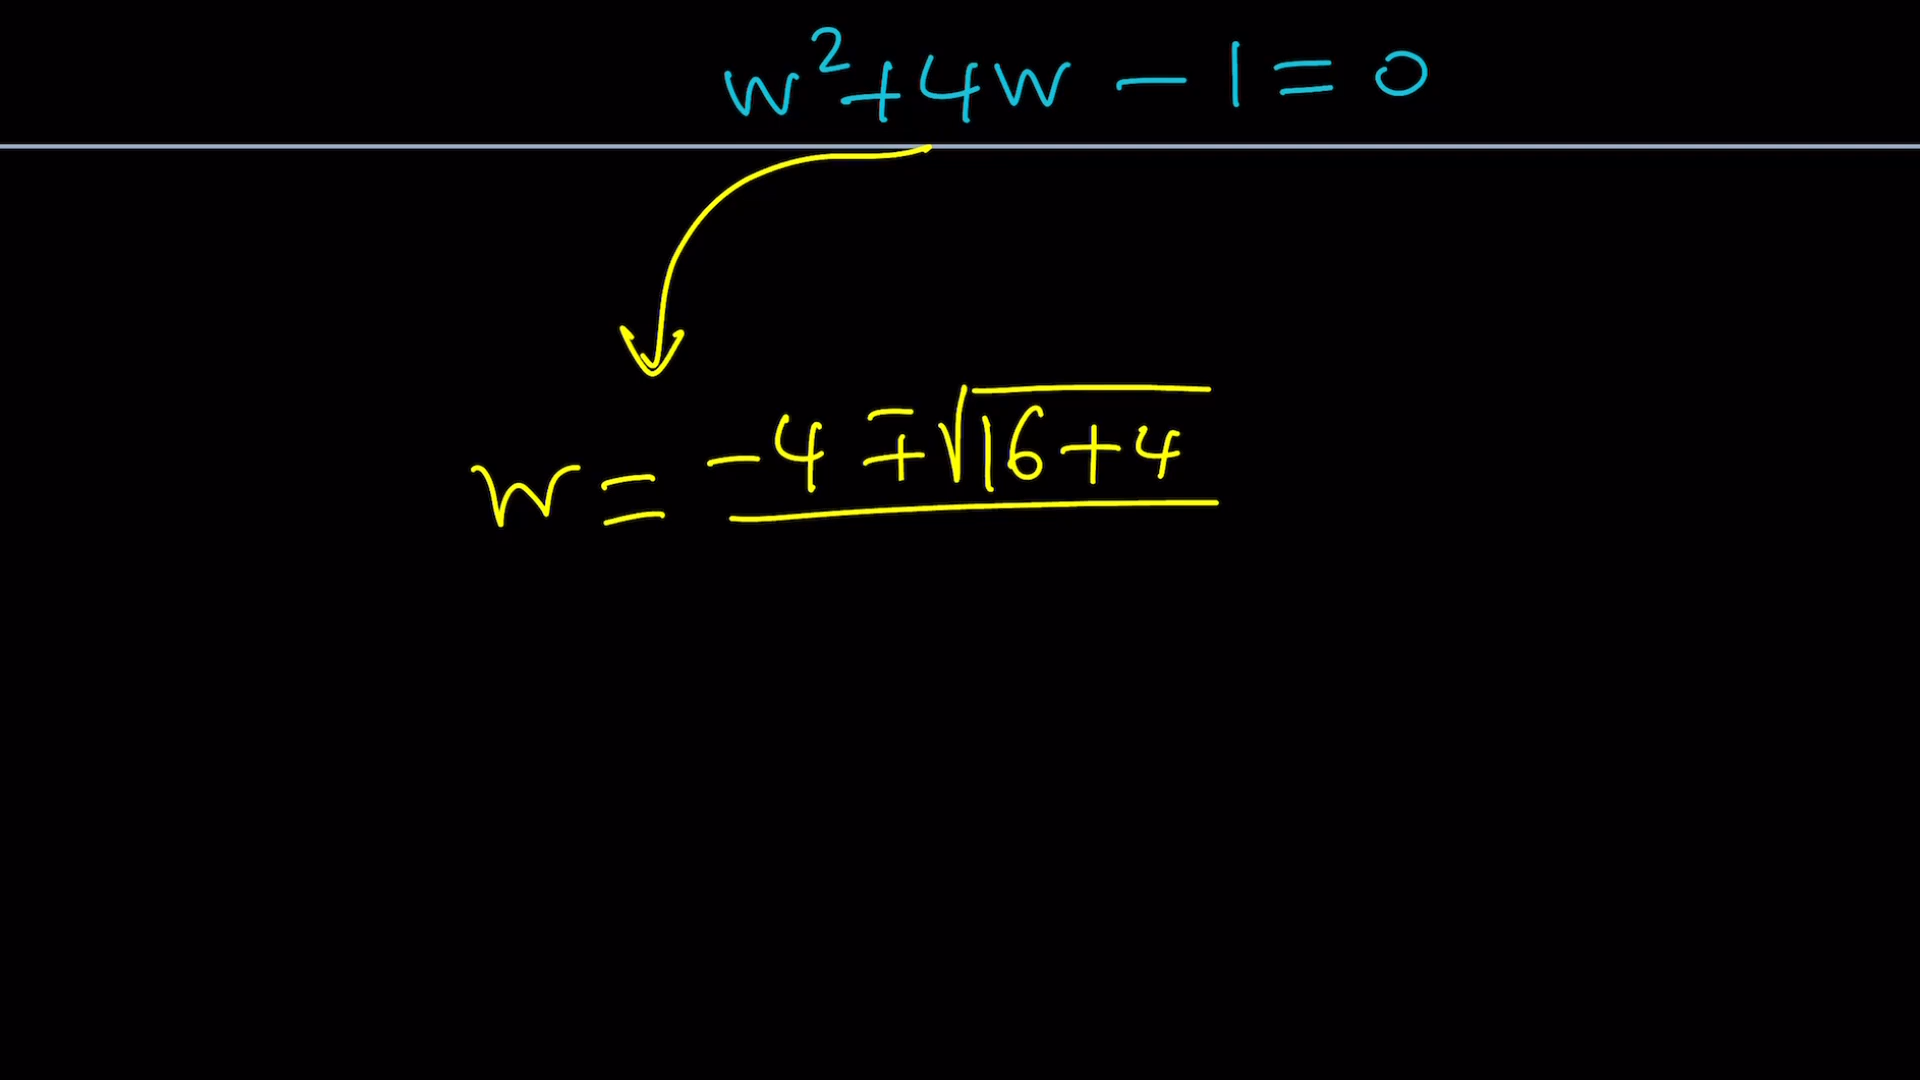 w²+4w-1=0
w = -4 ∓ √16+4